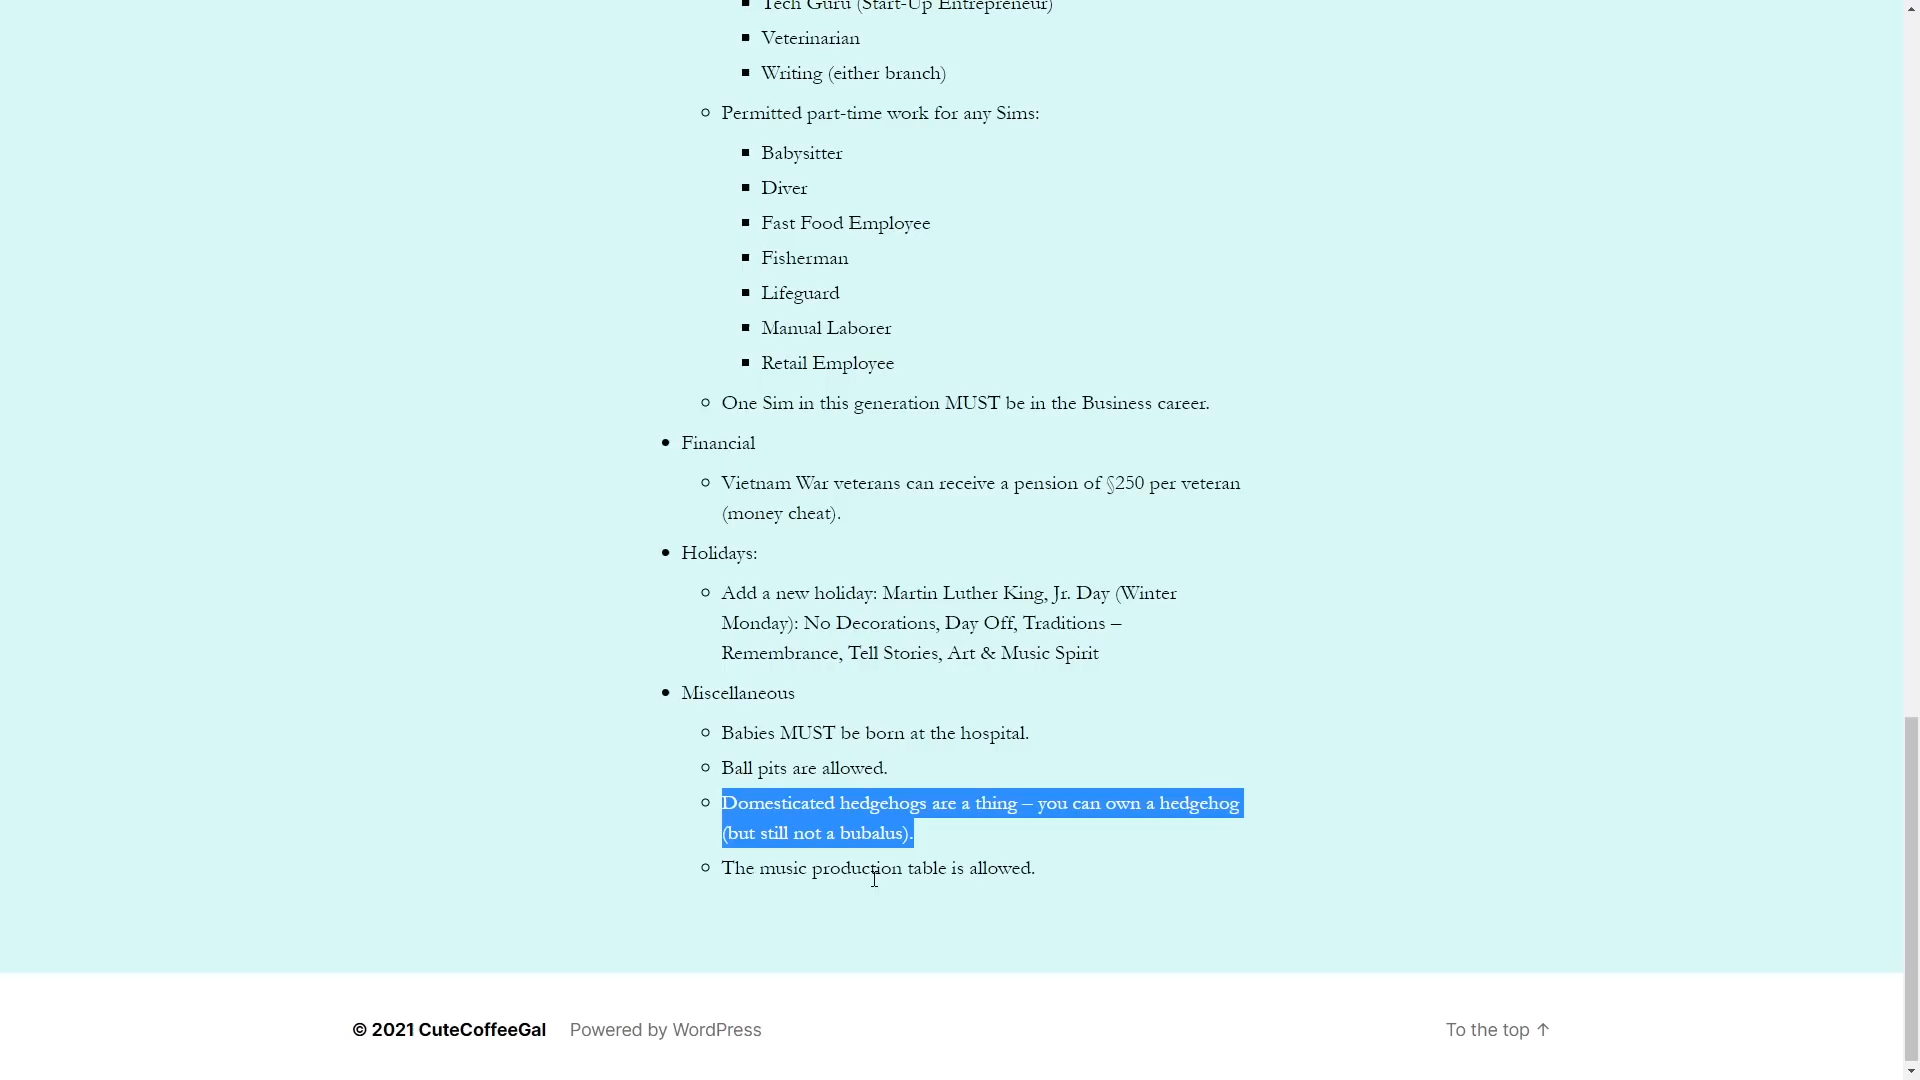 Tech Guru (Start-Up Entrepreneur)
Veterinarian
Writing (either branch)
Permitted part-time work for any Sims:
Babysitter
Diver
Fast Food Employee
Fisherman
Lifeguard
Manual Laborer
Retail Employee
One Sim in this generation MUST be in the Business career.
Financial
Vietnam War veterans can receive a pension of §250 per veteran
(money cheat).
Holidays:
Add a new holiday: Martin Luther King, Jr. Day (Winter
Monday): No Decorations, Day Off, Traditions –
Remembrance, Tell Stories, Art & Music Spirit
Miscellaneous
Babies MUST be born at the hospital.
Ball pits are allowed.
Domesticated hedgehogs are a thing – you can own a hedgehog
(but still not a bubalus).
The music production table is allowed.
© 2021 CuteCoffeeGal Powered by WordPress To the top ↑